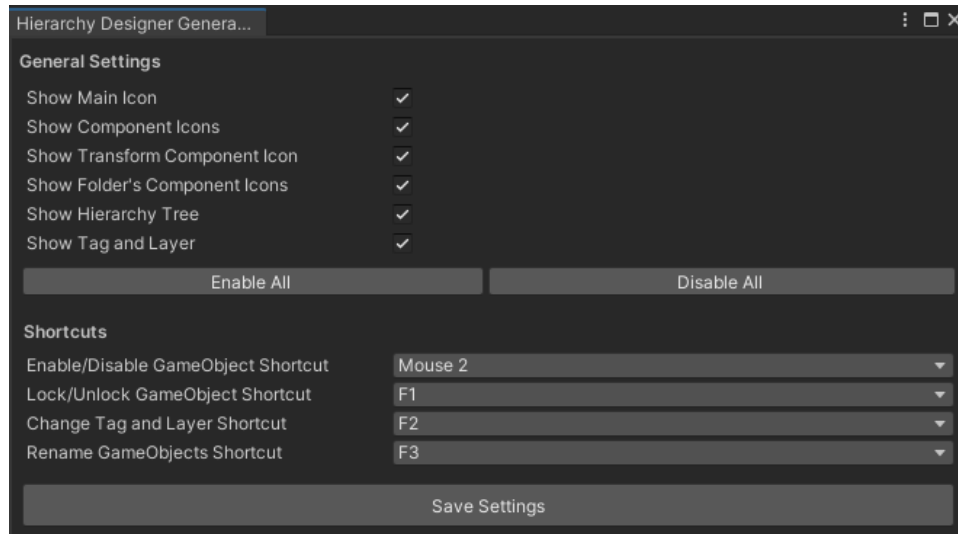 Hierarchy Designer Genera...
General Settings
Show Main Icon
Show Component Icons
Show Transform Component Icon
Show Folder's Component Icons
Show Hierarchy Tree
Show Tag and Layer
Enable All Disable All
Shortcuts
Enable/Disable GameObject Shortcut Mouse 2
Lock/Unlock GameObject Shortcut F1
Change Tag and Layer Shortcut F2
Rename GameObjects Shortcut F3
Save Settings